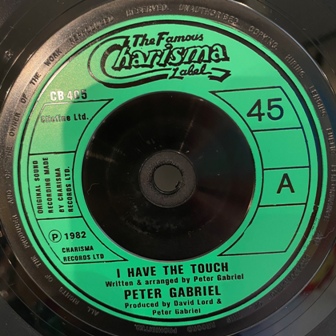 The Famous
Charisma
Label
CB 405
45
Cliofine Ltd.
A
ORIGINAL SOUND
RECORDING MADE
BY CHARISMA
RECORDS LTD.
Ⓟ 1982
CHARISMA
RECORDS LTD
I HAVE THE TOUCH
Written & arranged by Peter Gabriel
PETER GABRIEL
Produced by David Lord &
Peter Gabriel